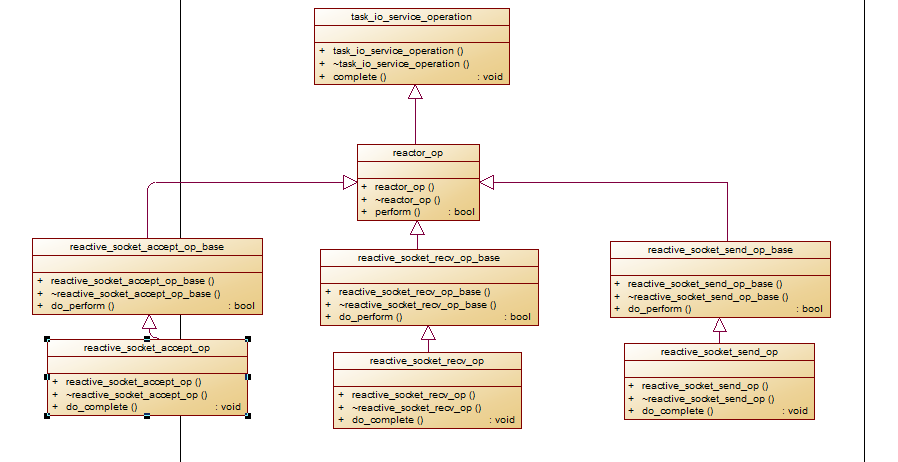 task_io_service_operation
+ task_io_service_operation ()
+ ~task_io_service_operation ()
+ complete () : void
reactor_op
+ reactor_op ()
+ ~reactor_op ()
+ perform () : bool
reactive_socket_accept_op_base
+ reactive_socket_accept_op_base ()
+ ~reactive_socket_accept_op_base ()
+ do_perform () : bool
reactive_socket_recv_op_base
+ reactive_socket_recv_op_base ()
+ ~reactive_socket_recv_op_base ()
+ do_perform () : bool
reactive_socket_send_op_base
+ reactive_socket_send_op_base ()
+ ~reactive_socket_send_op_base ()
+ do_perform () : bool
reactive_socket_accept_op
+ reactive_socket_accept_op ()
+ ~reactive_socket_accept_op ()
+ do_complete () : void
reactive_socket_recv_op
+ reactive_socket_recv_op ()
+ ~reactive_socket_recv_op ()
+ do_complete () : void
reactive_socket_send_op
+ reactive_socket_send_op ()
+ ~reactive_socket_send_op ()
+ do_complete () : void